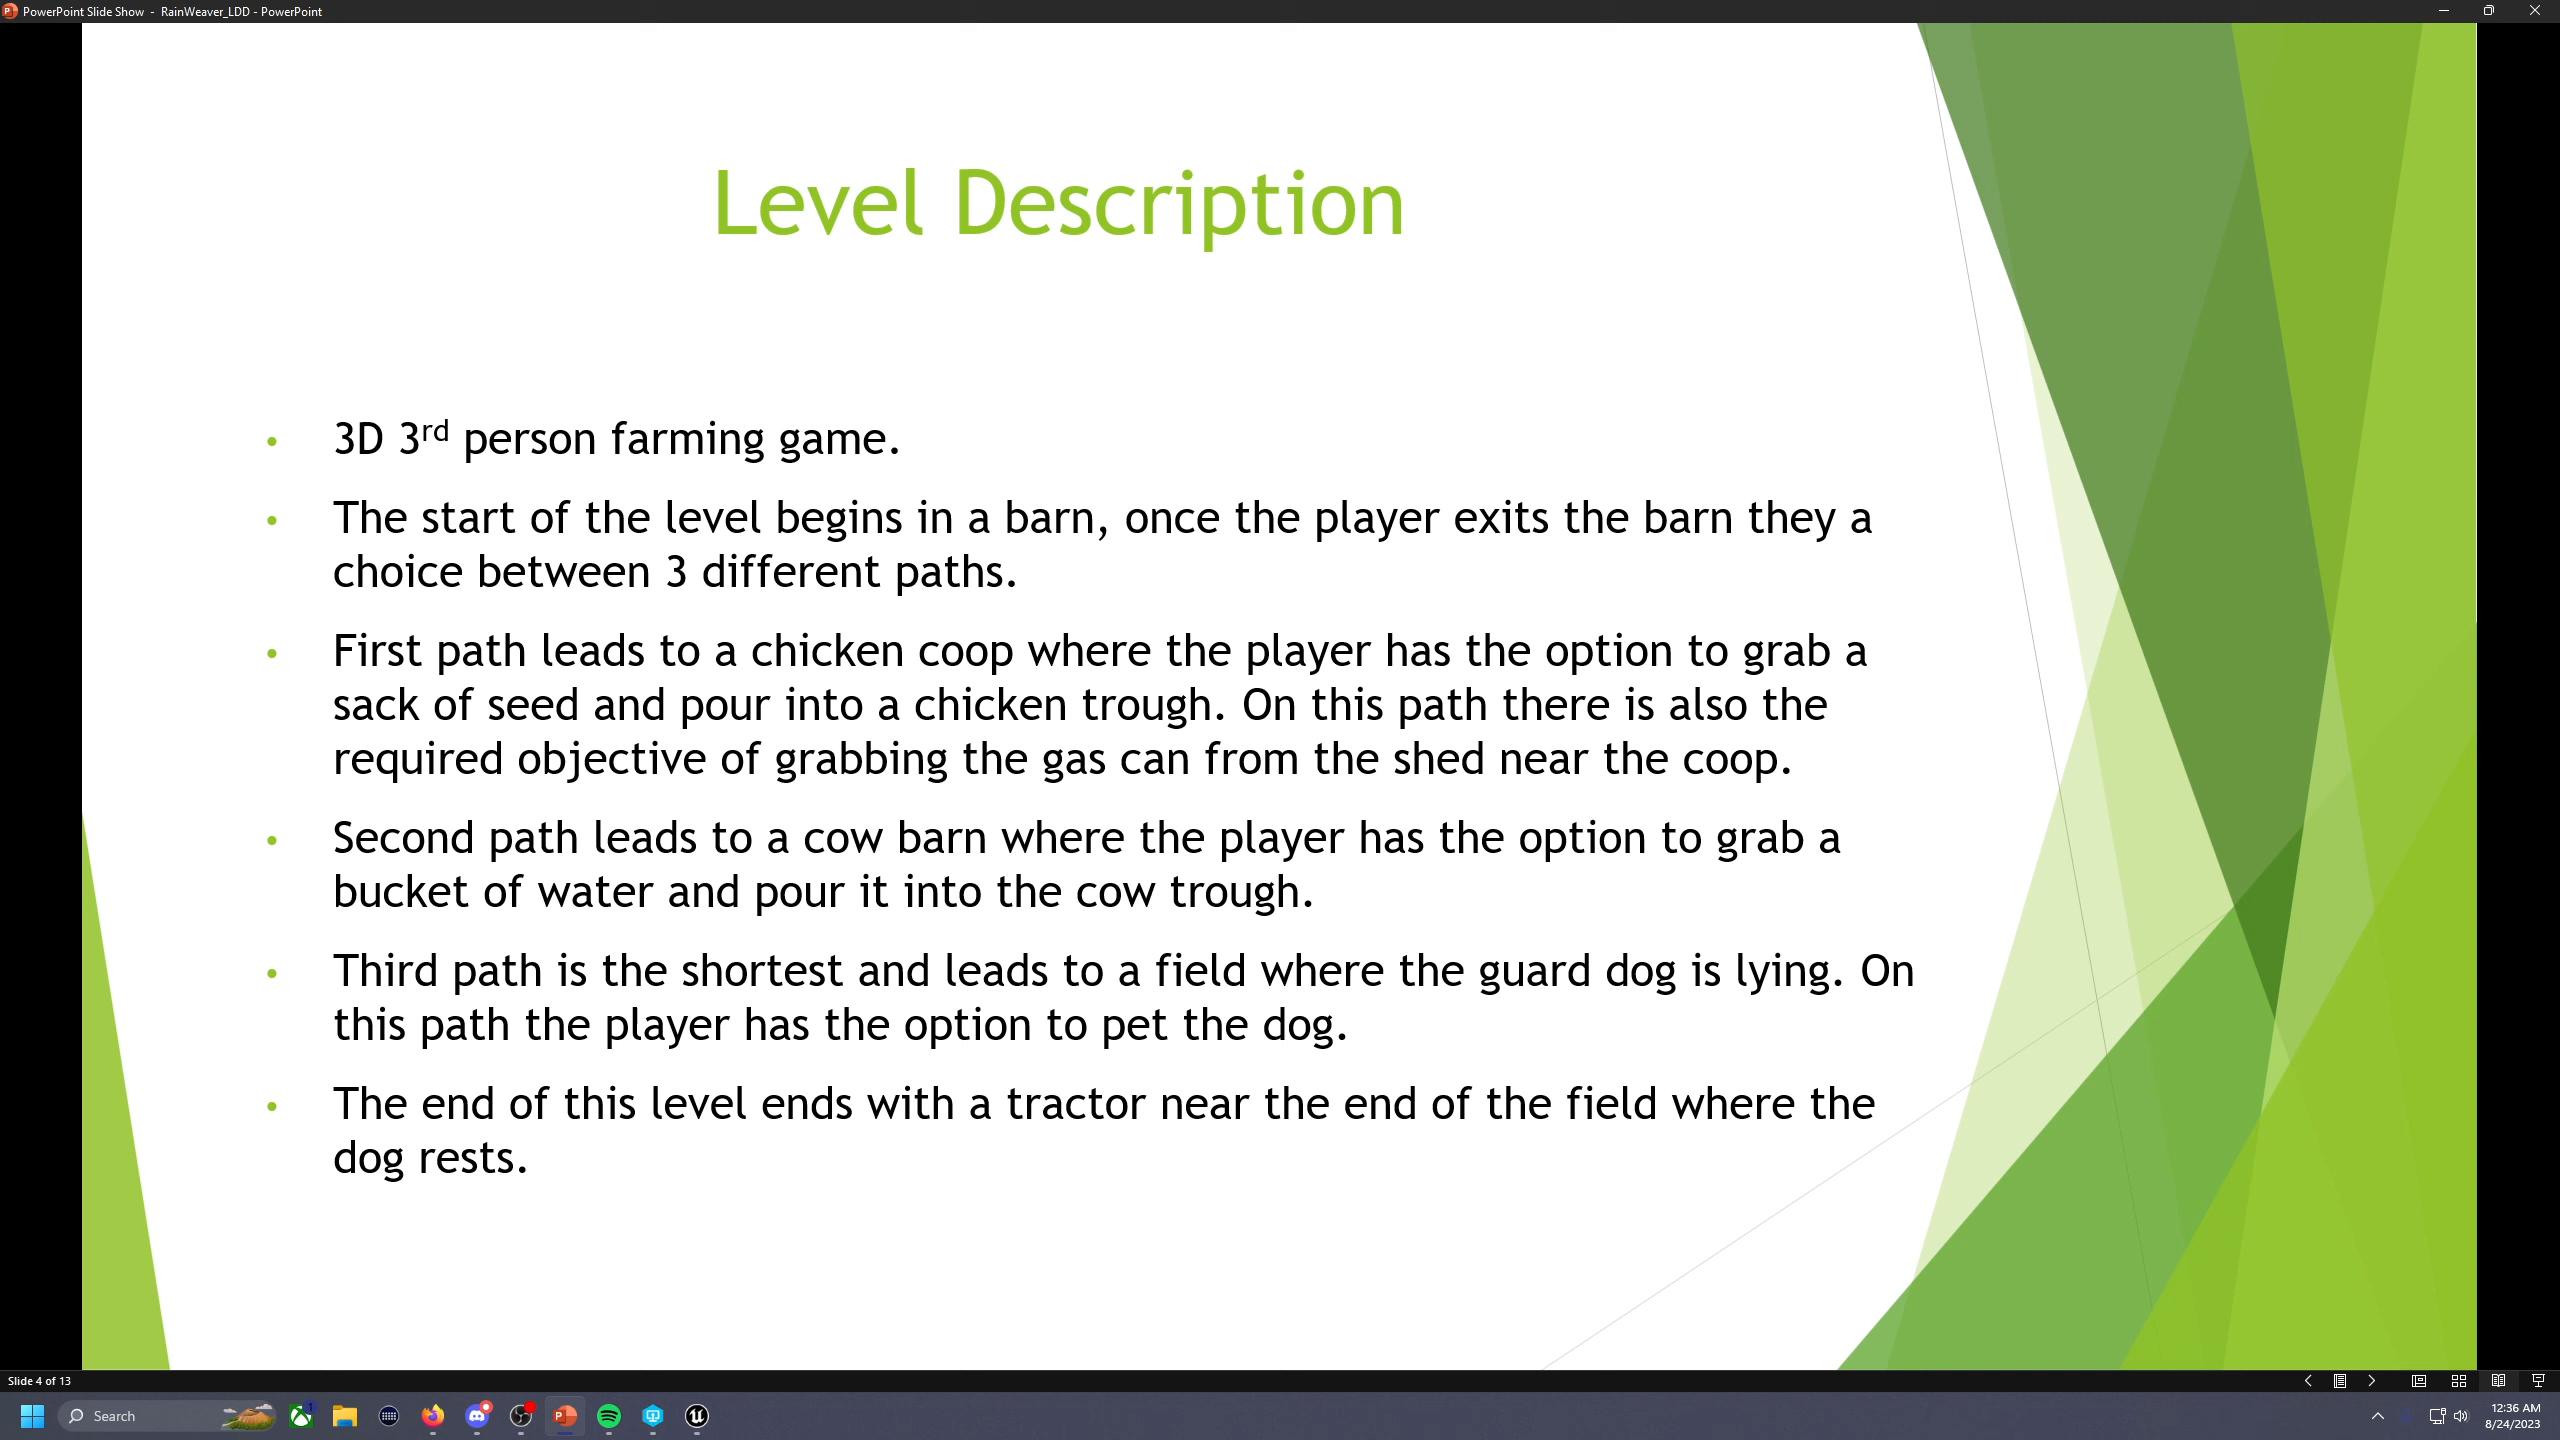 PowerPoint Slide Show - RainWeaver_LDD - PowerPoint
Level Description
• 3D 3rd person farming game.
• The start of the level begins in a barn, once the player exits the barn they a
choice between 3 different paths.
• First path leads to a chicken coop where the player has the option to grab a
sack of seed and pour into a chicken trough. On this path there is also the
required objective of grabbing the gas can from the shed near the coop.
• Second path leads to a cow barn where the player has the option to grab a
bucket of water and pour it into the cow trough.
• Third path is the shortest and leads to a field where the guard dog is lying. On
this path the player has the option to pet the dog.
• The end of this level ends with a tractor near the end of the field where the
dog rests.
Slide 4 of 13
Search
1
12:36 AM
8/24/2023